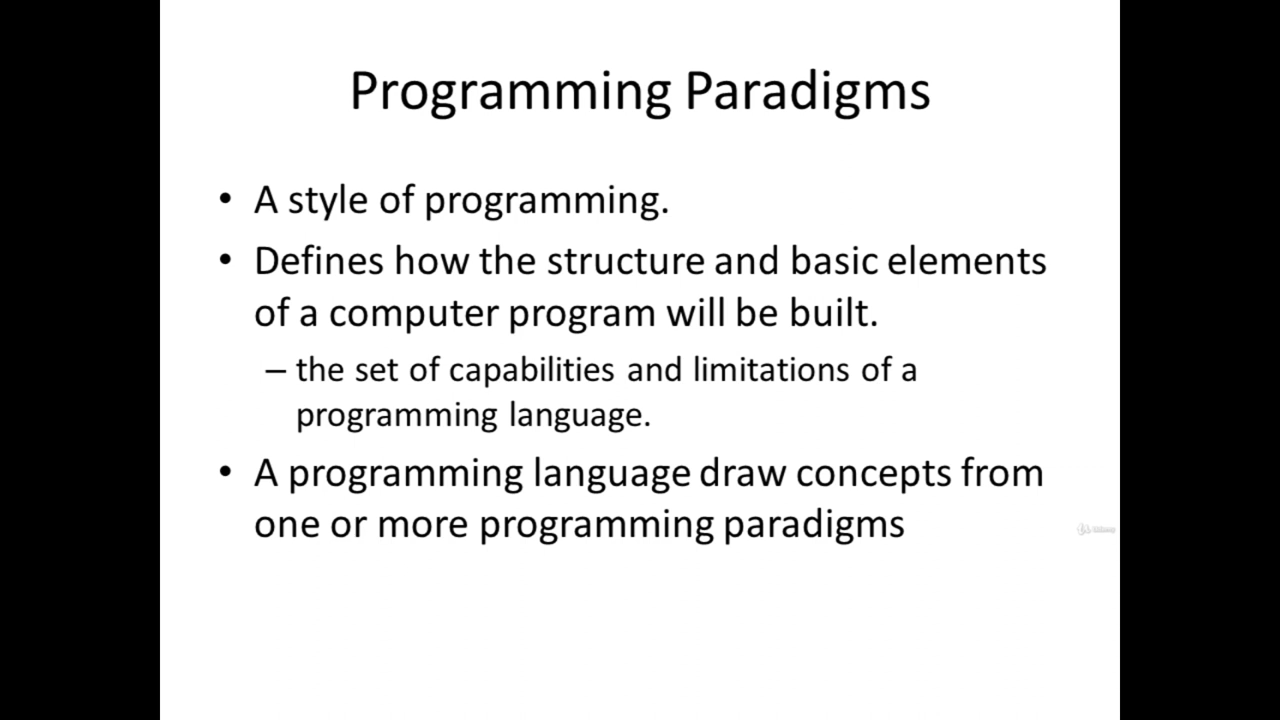 Programming Paradigms
• A style of programming.
• Defines how the structure and basic elements
of a computer program will be built.
– the set of capabilities and limitations of a
programming language.
• A programming language draw concepts from
one or more programming paradigms
Udemy